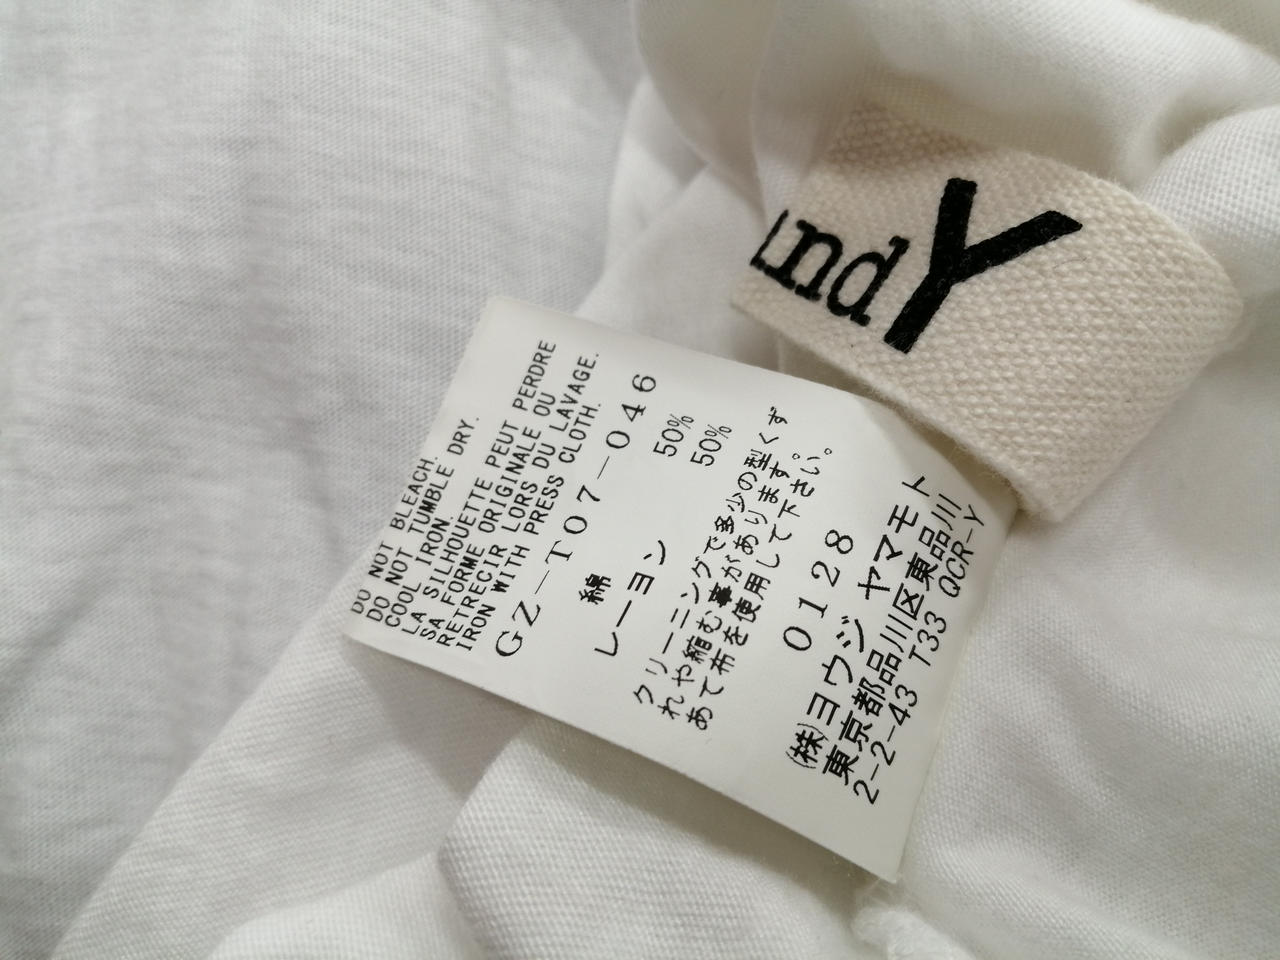 ndY
DO NOT BLEACH.
DO NOT TUMBLE DRY.
COOL IRON
LA SILHOUETTE PEUT PERDRE
SA FORME ORIGINALE OU
RETRECIR LORS DU LAVAGE.
IRON WITH PRESS CLOTH.
GZ-T07-046
綿 50%
レーヨン 50%
クリーニングで多少の型くず
れや縮む事があります。
あて布を使用して下さい。
0128
(株)ヨウジ ヤマモト
東京都品川区東品川
2-2-43 T33 QCR-Y